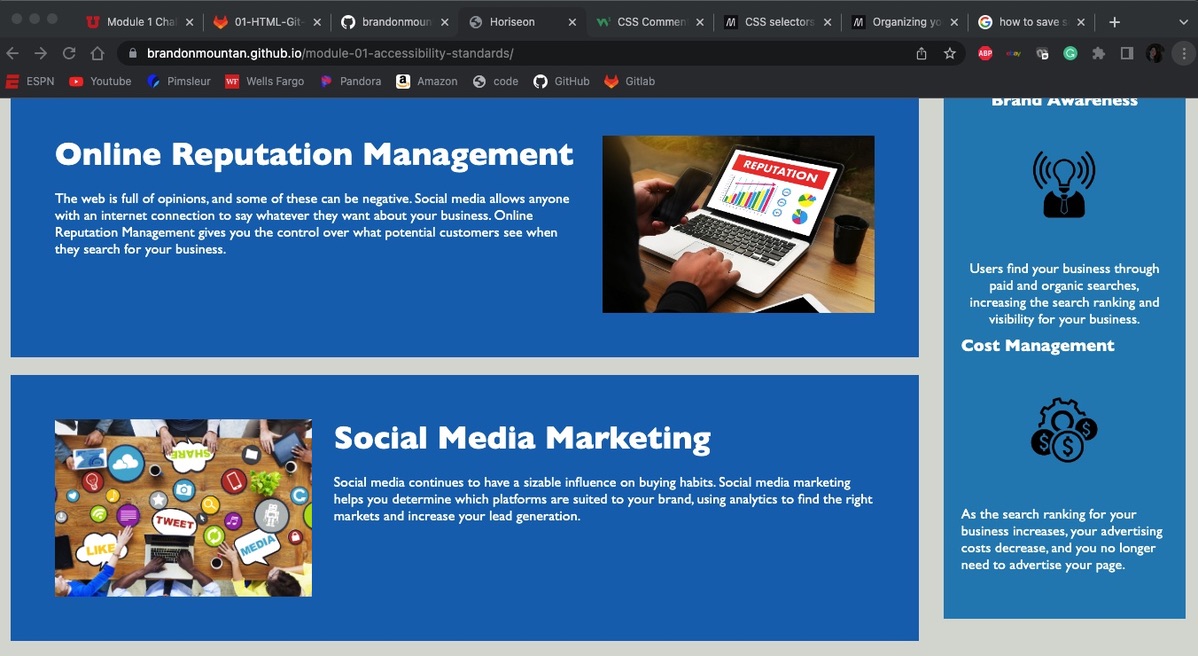 Module 1 Chal
01-HTML-Git-
brandonmoun
Horiseon
CSS Commen
CSS selectors
Organizing yo
how to save s
brandonmountan.github.io/module-01-accessibility-standards/
ABP
ebay
ESPN
Youtube
Pimsleur
WF Wells Fargo
Pandora
a Amazon
code
GitHub
Gitlab
Online Reputation Management
The web is full of opinions, and some of these can be negative. Social media allows anyone
with an internet connection to say whatever they want about your business. Online
Reputation Management gives you the control over what potential customers see when
they search for your business.
REPUTATION
SHARE
TWEET
LIKE
MEDIA
Social Media Marketing
Social media continues to have a sizable influence on buying habits. Social media marketing
helps you determine which platforms are suited to your brand, using analytics to find the right
markets and increase your lead generation.
Brand Awareness
Users find your business through
paid and organic searches,
increasing the search ranking and
visibility for your business.
Cost Management
$ $ $
As the search ranking for your
business increases, your advertising
costs decrease, and you no longer
need to advertise your page.